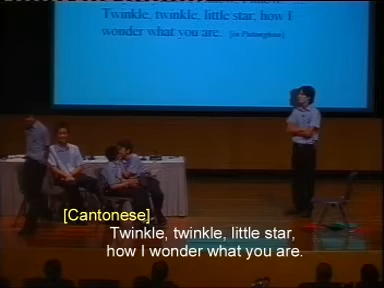 Twinkle, twinkle, little star, how I
wonder what you are. [in Putonghua]
[Cantonese]
Twinkle, twinkle, little star,
how I wonder what you are.